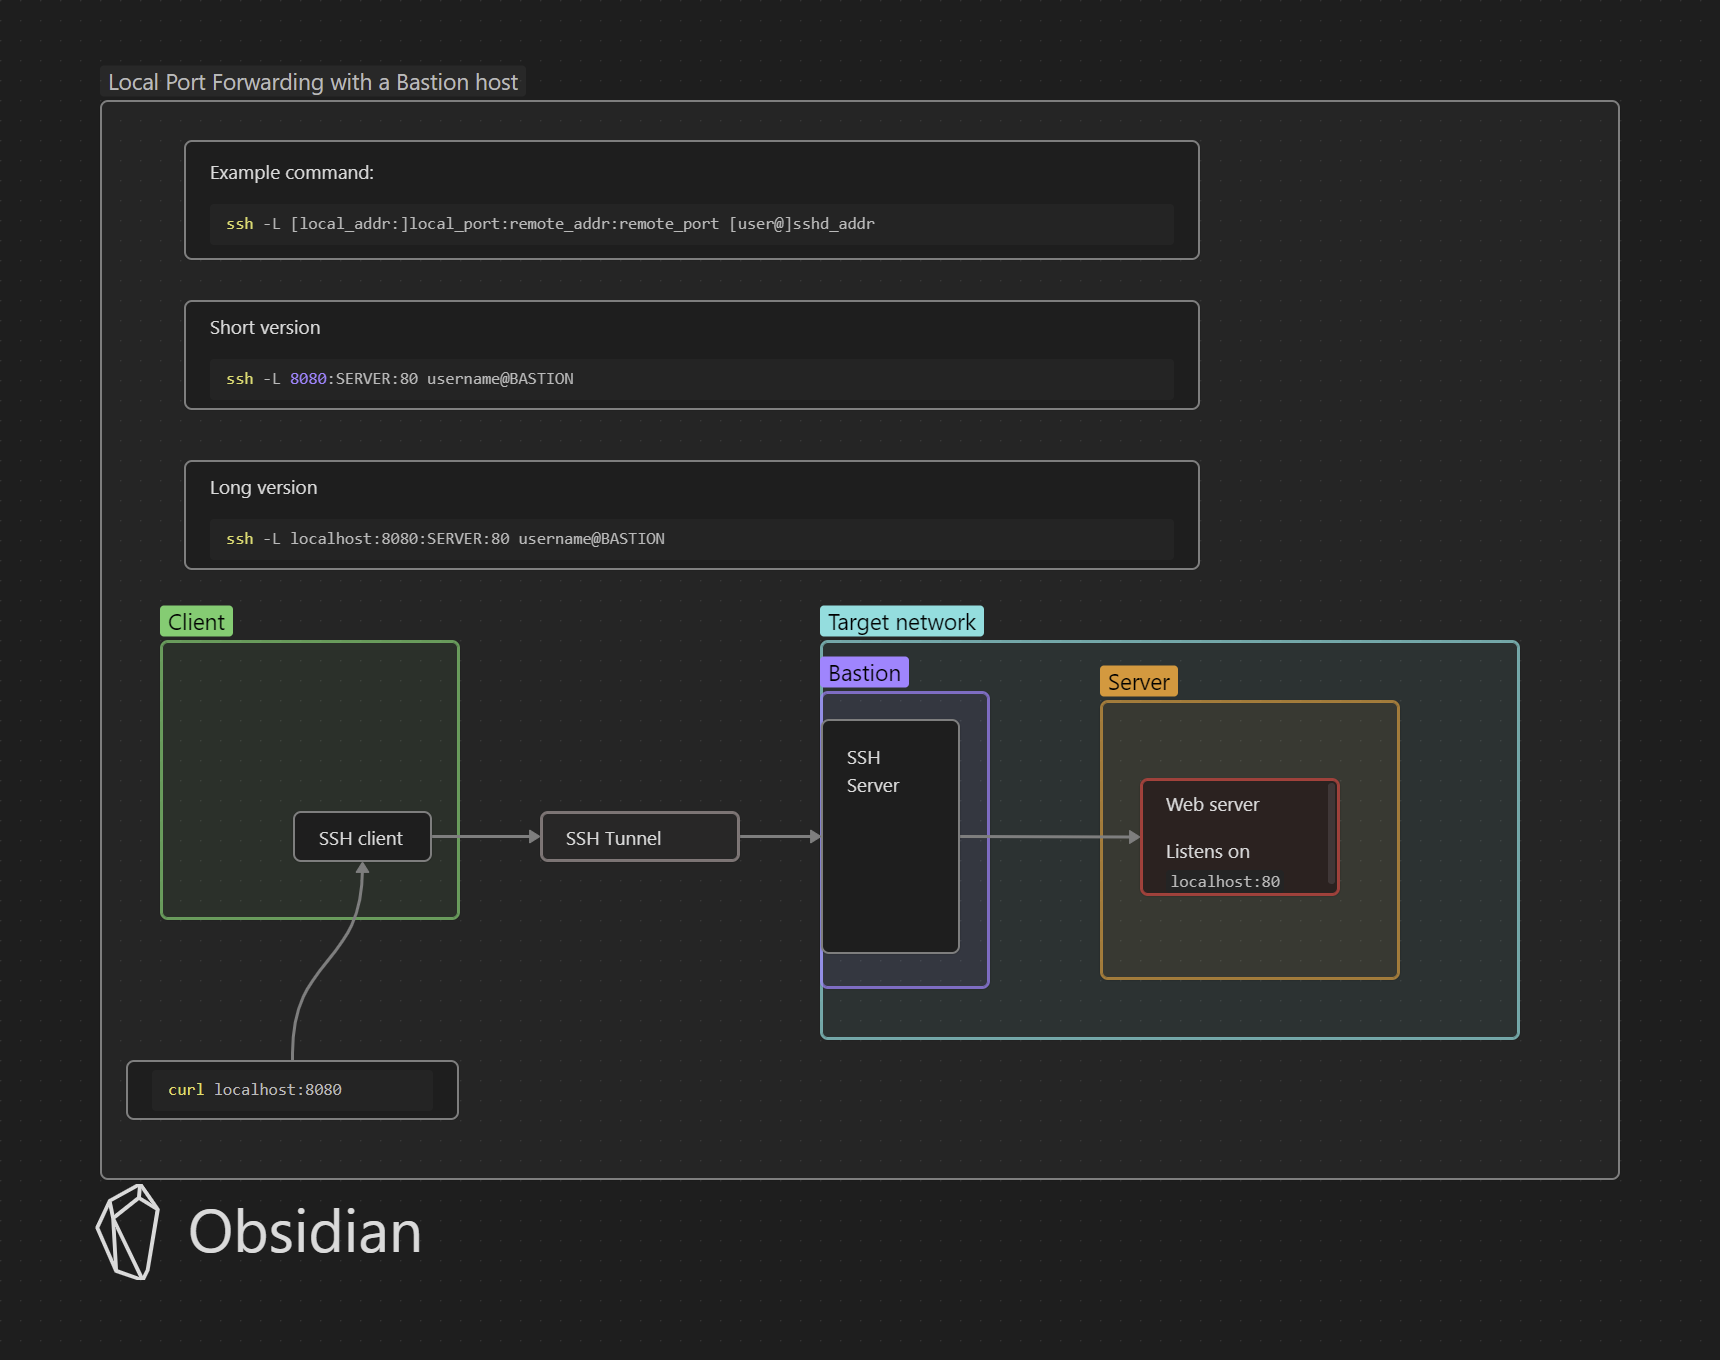 Local Port Forwarding with a Bastion host
Example command:
ssh -L [local_addr:]local_port:remote_addr:remote_port [user@]sshd_addr
Short version
ssh -L 8080:SERVER:80 username@BASTION
Long version
ssh -L localhost:8080:SERVER:80 username@BASTION
Client
SSH client
SSH Tunnel
Target network
Bastion
SSH
Server
Server
Web server
Listens on
localhost:80
curl localhost:8080
Obsidian